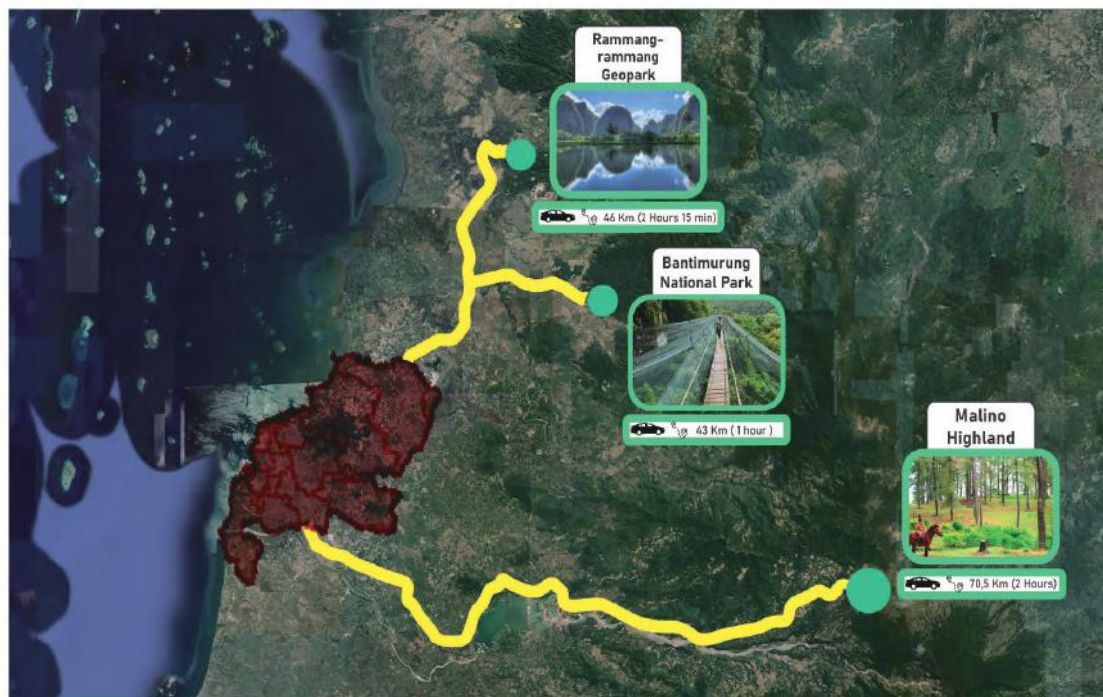 Rammang-
rammang
Geopark
46 Km (2 Hours 15 min)
Bantimurung
National Park
43 Km ( 1 hour )
Malino
Highland
70,5 Km (2 Hours)